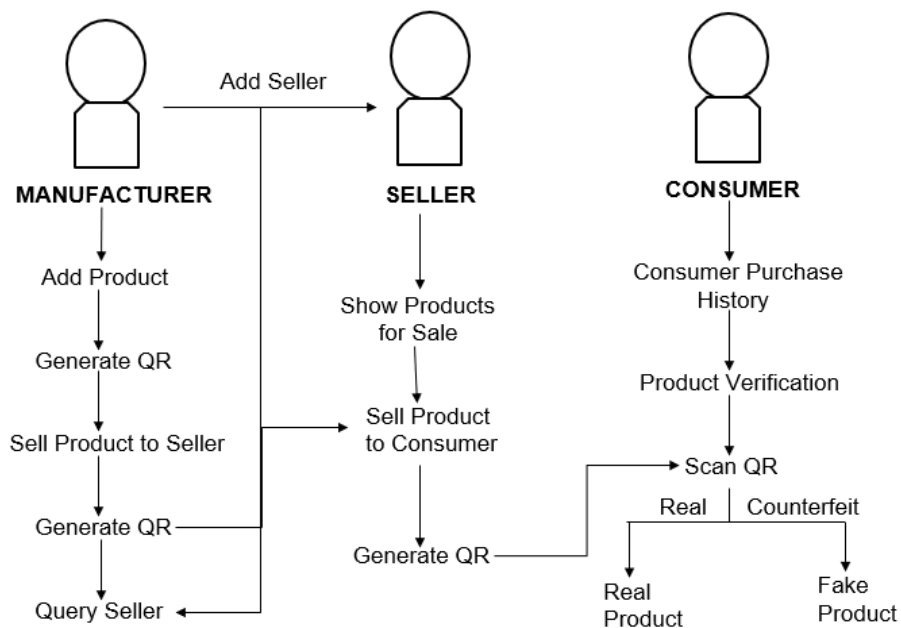 Add Seller
MANUFACTURER
SELLER
CONSUMER
Add Product
Generate QR
Sell Product to Seller
Generate QR
Query Seller
Show Products
for Sale
Sell Product
to Consumer
Generate QR
Consumer Purchase
History
Product Verification
Scan QR
Real
Counterfeit
Real
Product
Fake
Product